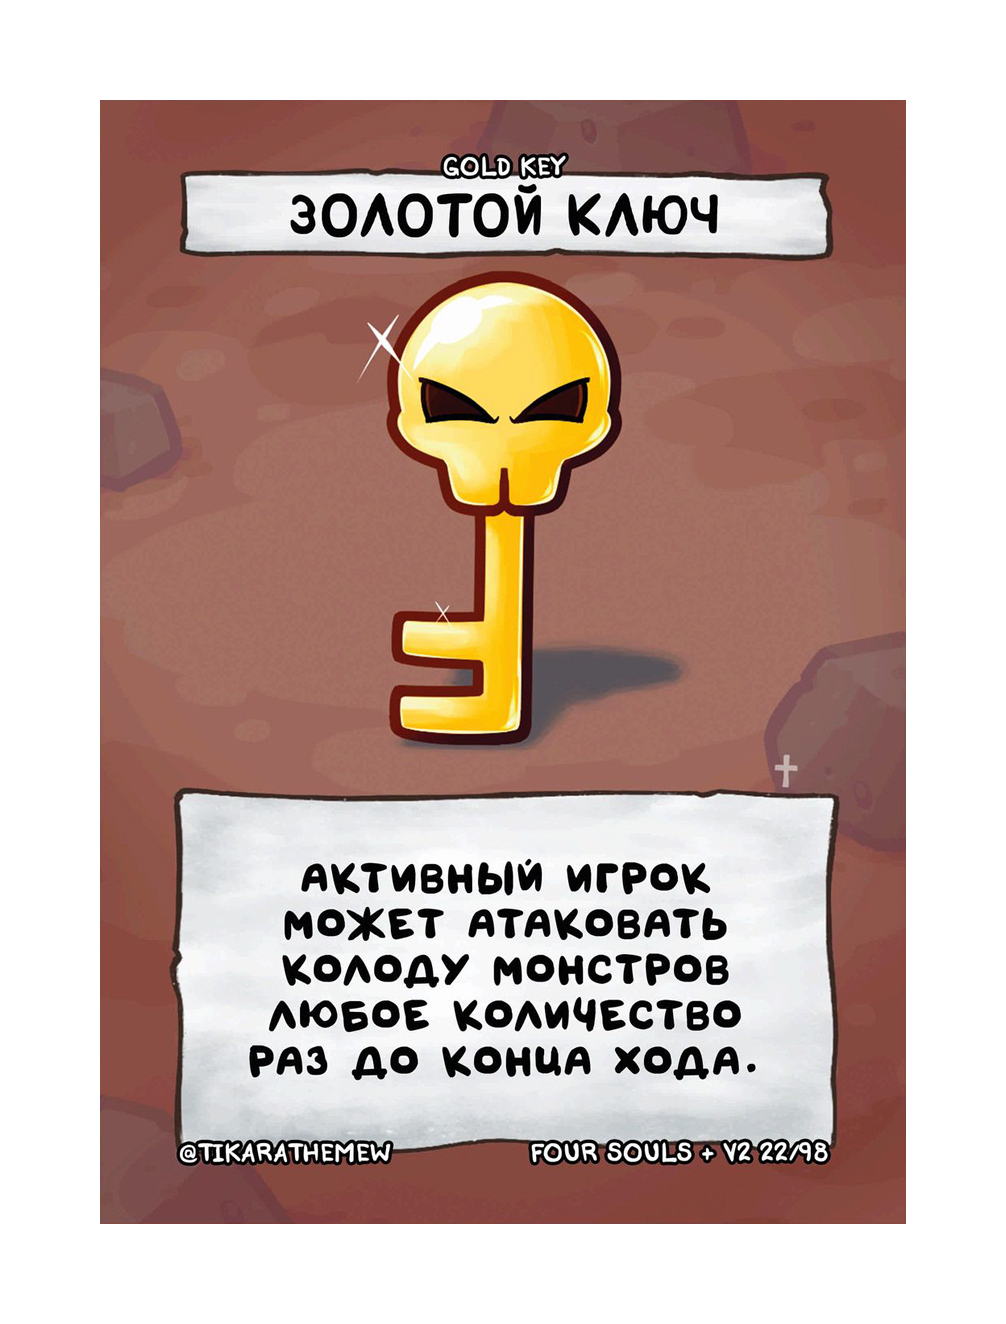 GOLD KEY
ЗОЛОТОЙ КЛЮЧ
АКТИВНЫЙ ИГРОК
МОЖЕТ АТАКОВАТЬ
КОЛОДУ МОНСТРОВ
ЛЮБОЕ КОЛИЧЕСТВО
РАЗ ДО КОНЦА ХОДА.
@TIKARATHEMEW
FOUR SOULS + V2 22/98